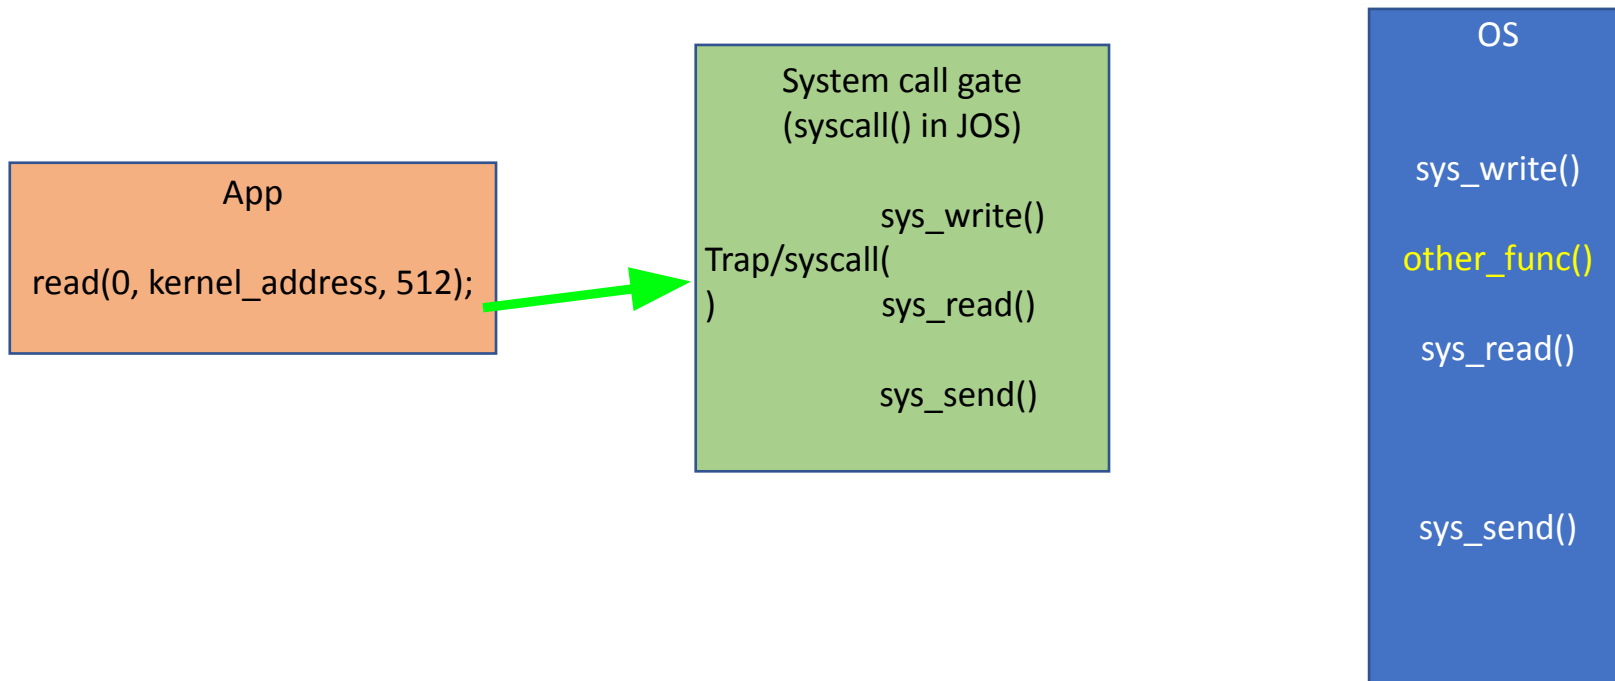 App
read(0, kernel_address, 512);
System call gate
(syscall() in JOS)
sys_write()
Trap/syscall(
)
sys_read()
sys_send()
OS
sys_write()
other_func()
sys_read()
sys_send()